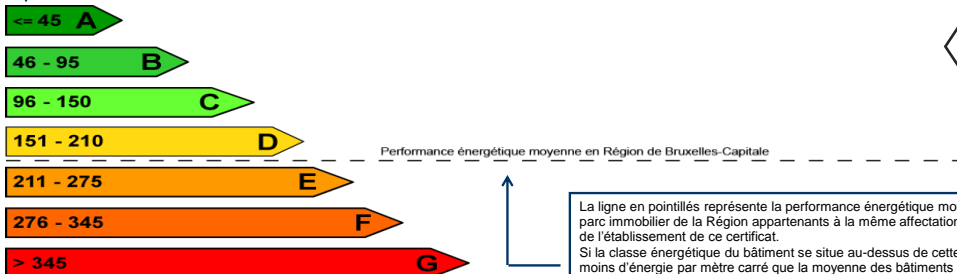 <= 45 A
46 - 95 B
96 - 150 C
151 - 210 D
Performance énergétique moyenne en Région de Bruxelles-Capitale
211 - 275 E
276 - 345 F
> 345 G
La ligne en pointillés représente la performance énergétique
parc immobilier de la Région appartenants à la même affectation
de l'établissement de ce certificat.
Si la classe énergétique du bâtiment se situe au-dessus de cette
moins d'énergie par mètre carré que la moyenne des bâtiments